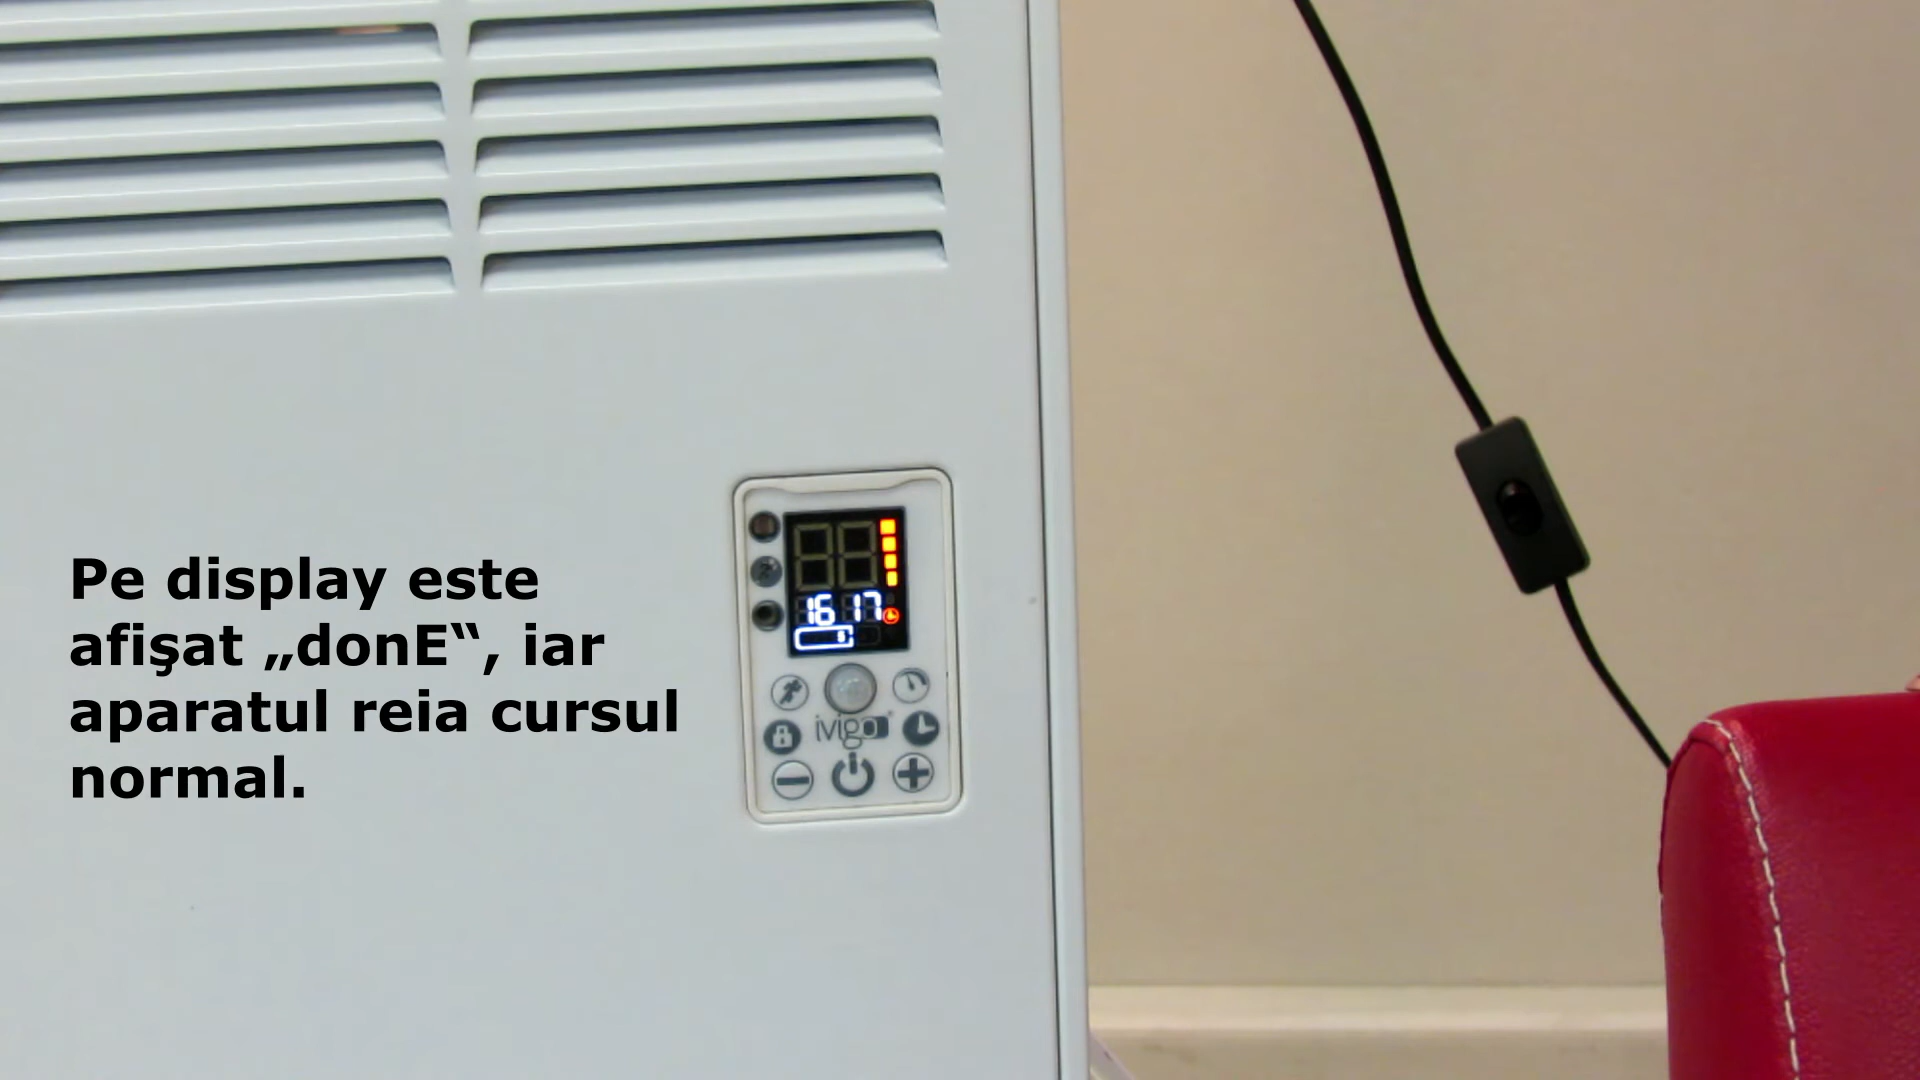 Pe display este
afişat „donE“, iar
aparatul reia cursul
normal.
16 17
ivigo